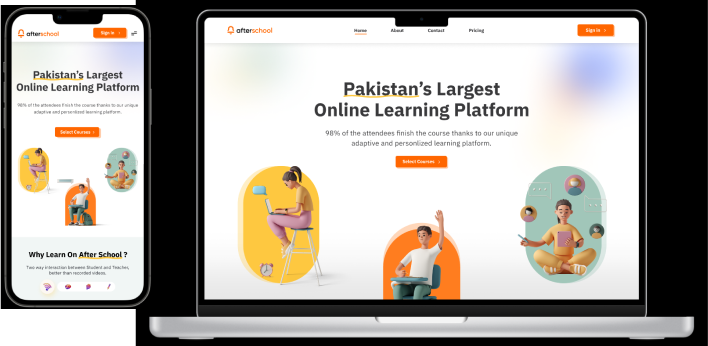 afterschool
Sign in
Pakistan's Largest
Online Learning Platform
98% of the attendees finish the course thanks to our unique
adaptive and personlized learning platform.
Select Courses
Why Learn On After School ?
Two way interaction between Student and Teacher,
better than recorded videos.
afterschool
Home
About
Contact
Pricing
Sign in
Pakistan's Largest
Online Learning Platform
98% of the attendees finish the course thanks to our unique
adaptive and personlized learning platform.
Select Courses